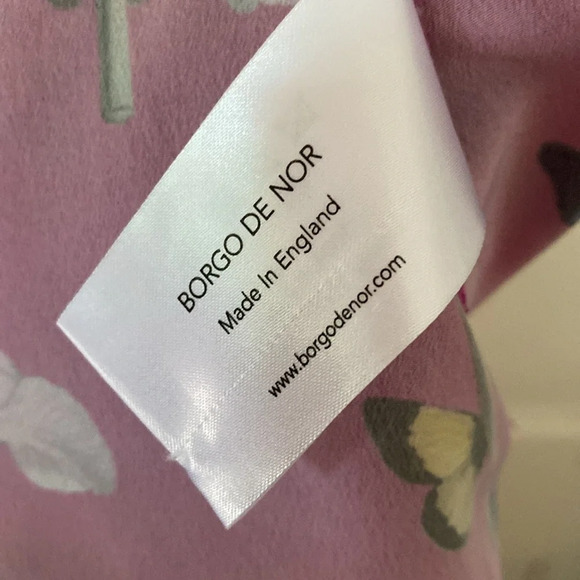 BORGO DE NOR
Made In England
www.borgodenor.com